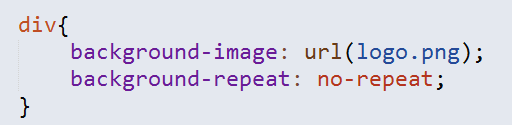 div{
    background-image: url(logo.png);
    background-repeat: no-repeat;
}